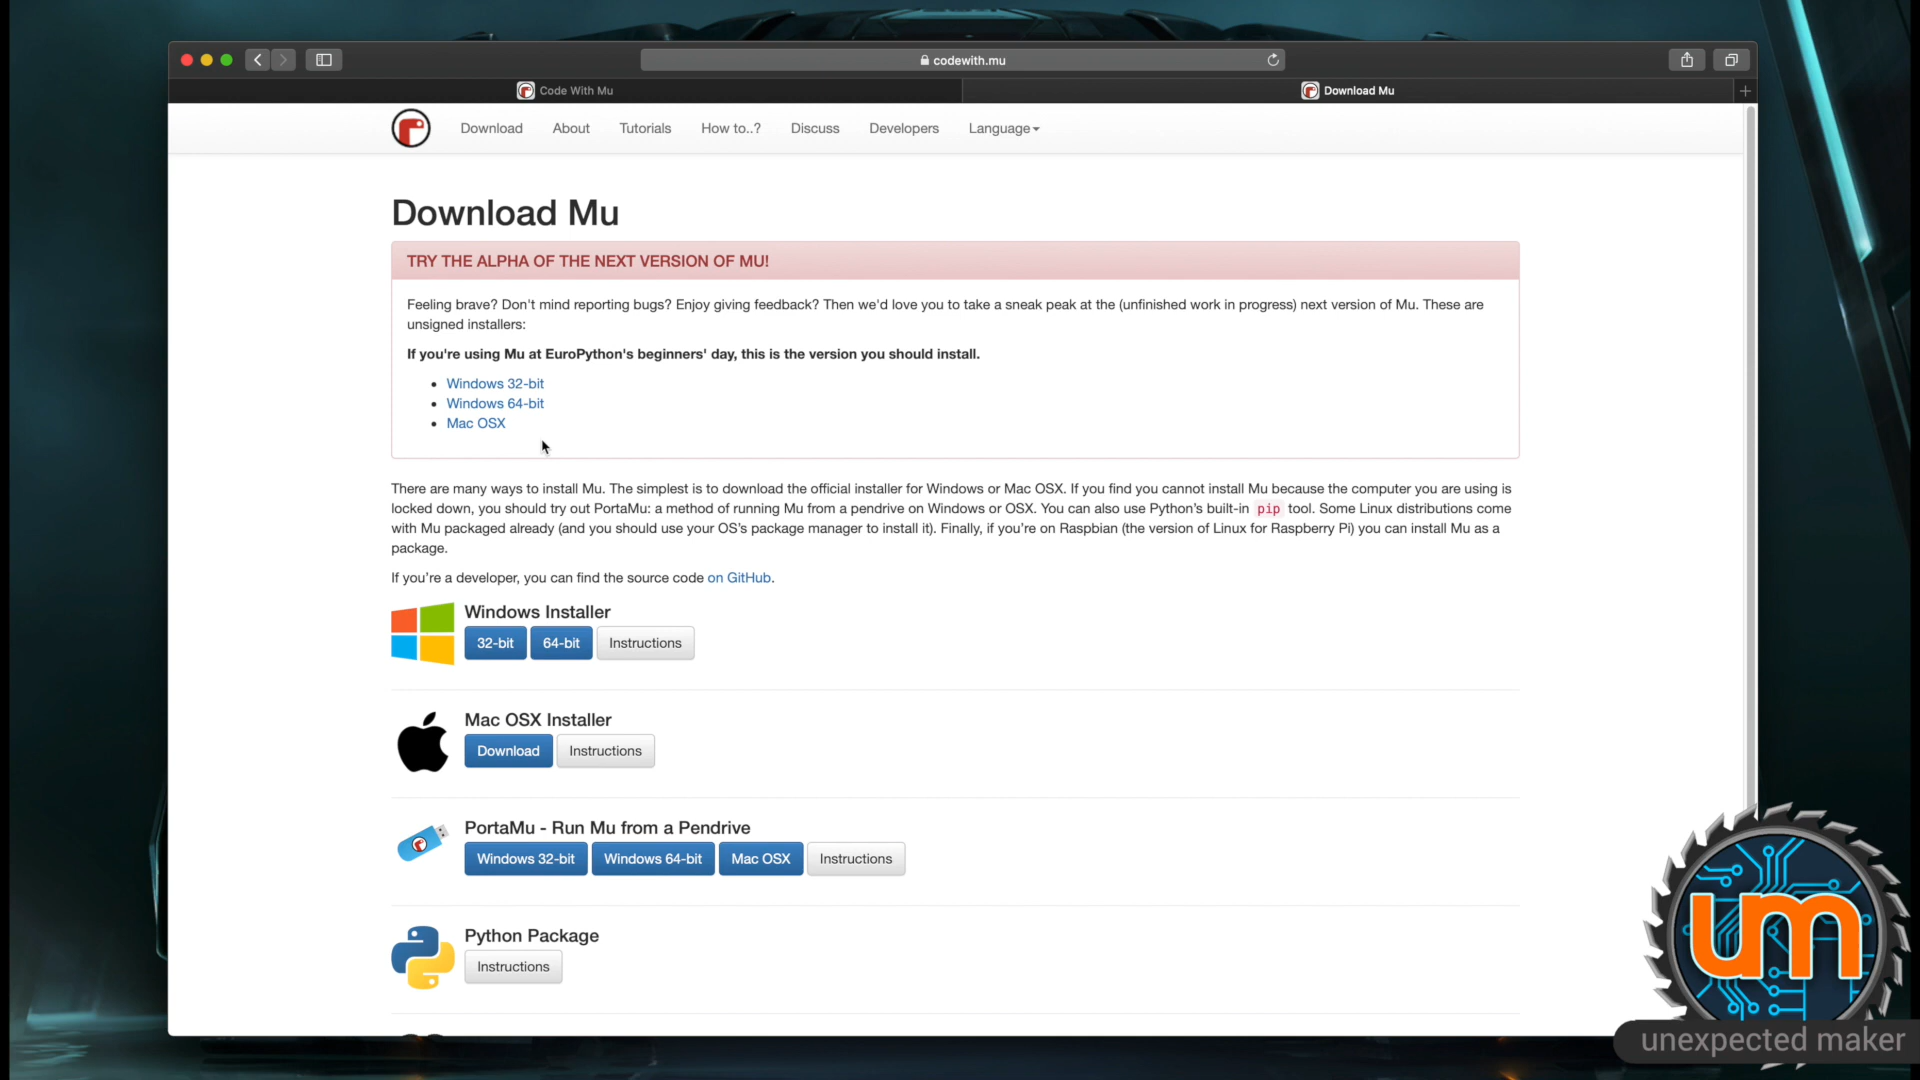 codewith.mu
Code With Mu
Download Mu
Download About Tutorials How to..? Discuss Developers Language
Download Mu
TRY THE ALPHA OF THE NEXT VERSION OF MU!
Feeling brave? Don't mind reporting bugs? Enjoy giving feedback? Then we'd love you to take a sneak peak at the (unfinished work in progress) next version of Mu. These are
unsigned installers:
If you're using Mu at EuroPython's beginners' day, this is the version you should install.
• Windows 32-bit
• Windows 64-bit
• Mac OSX
There are many ways to install Mu. The simplest is to download the official installer for Windows or Mac OSX. If you find you cannot install Mu because the computer you are using is
locked down, you should try out PortaMu: a method of running Mu from a pendrive on Windows or OSX. You can also use Python's built-in pip tool. Some Linux distributions come
with Mu packaged already (and you should use your OS's package manager to install it). Finally, if you're on Raspbian (the version of Linux for Raspberry Pi) you can install Mu as a
package.
If you're a developer, you can find the source code on GitHub.
Windows Installer
32-bit 64-bit Instructions
Mac OSX Installer
Download Instructions
PortaMu - Run Mu from a Pendrive
Windows 32-bit Windows 64-bit Mac OSX Instructions
Python Package
Instructions
um
unexpected maker